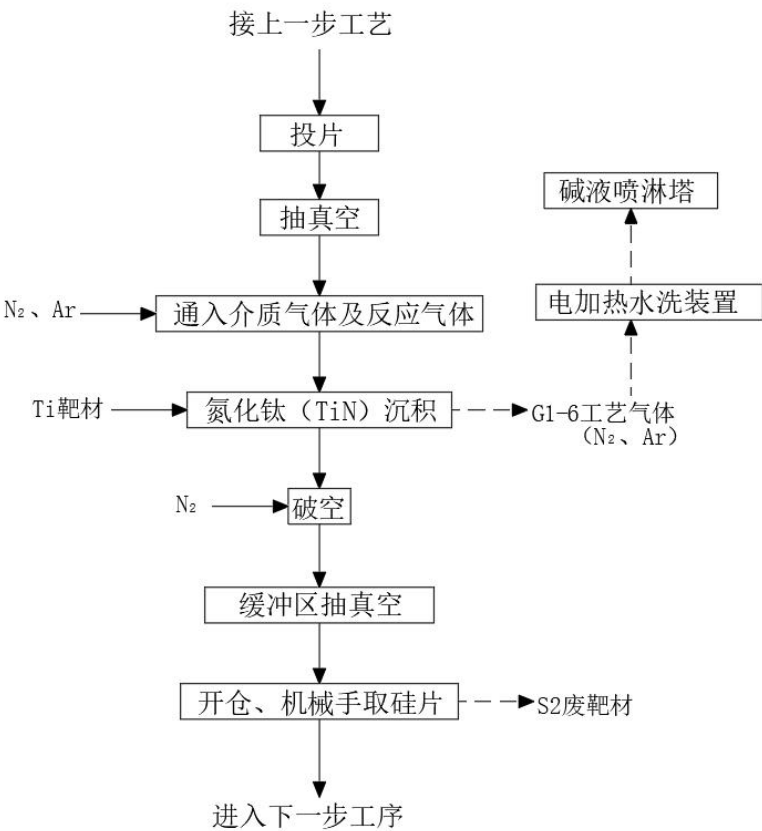 接上一步工艺
投片
抽真空
碱液喷淋塔
N₂、Ar
通入介质气体及反应气体
电加热水洗装置
Ti靶材
氮化钛（TiN）沉积
G1-6工艺气体
（N₂、Ar）
N₂
破空
缓冲区抽真空
开仓、机械手取硅片
S2废靶材
进入下一步工序